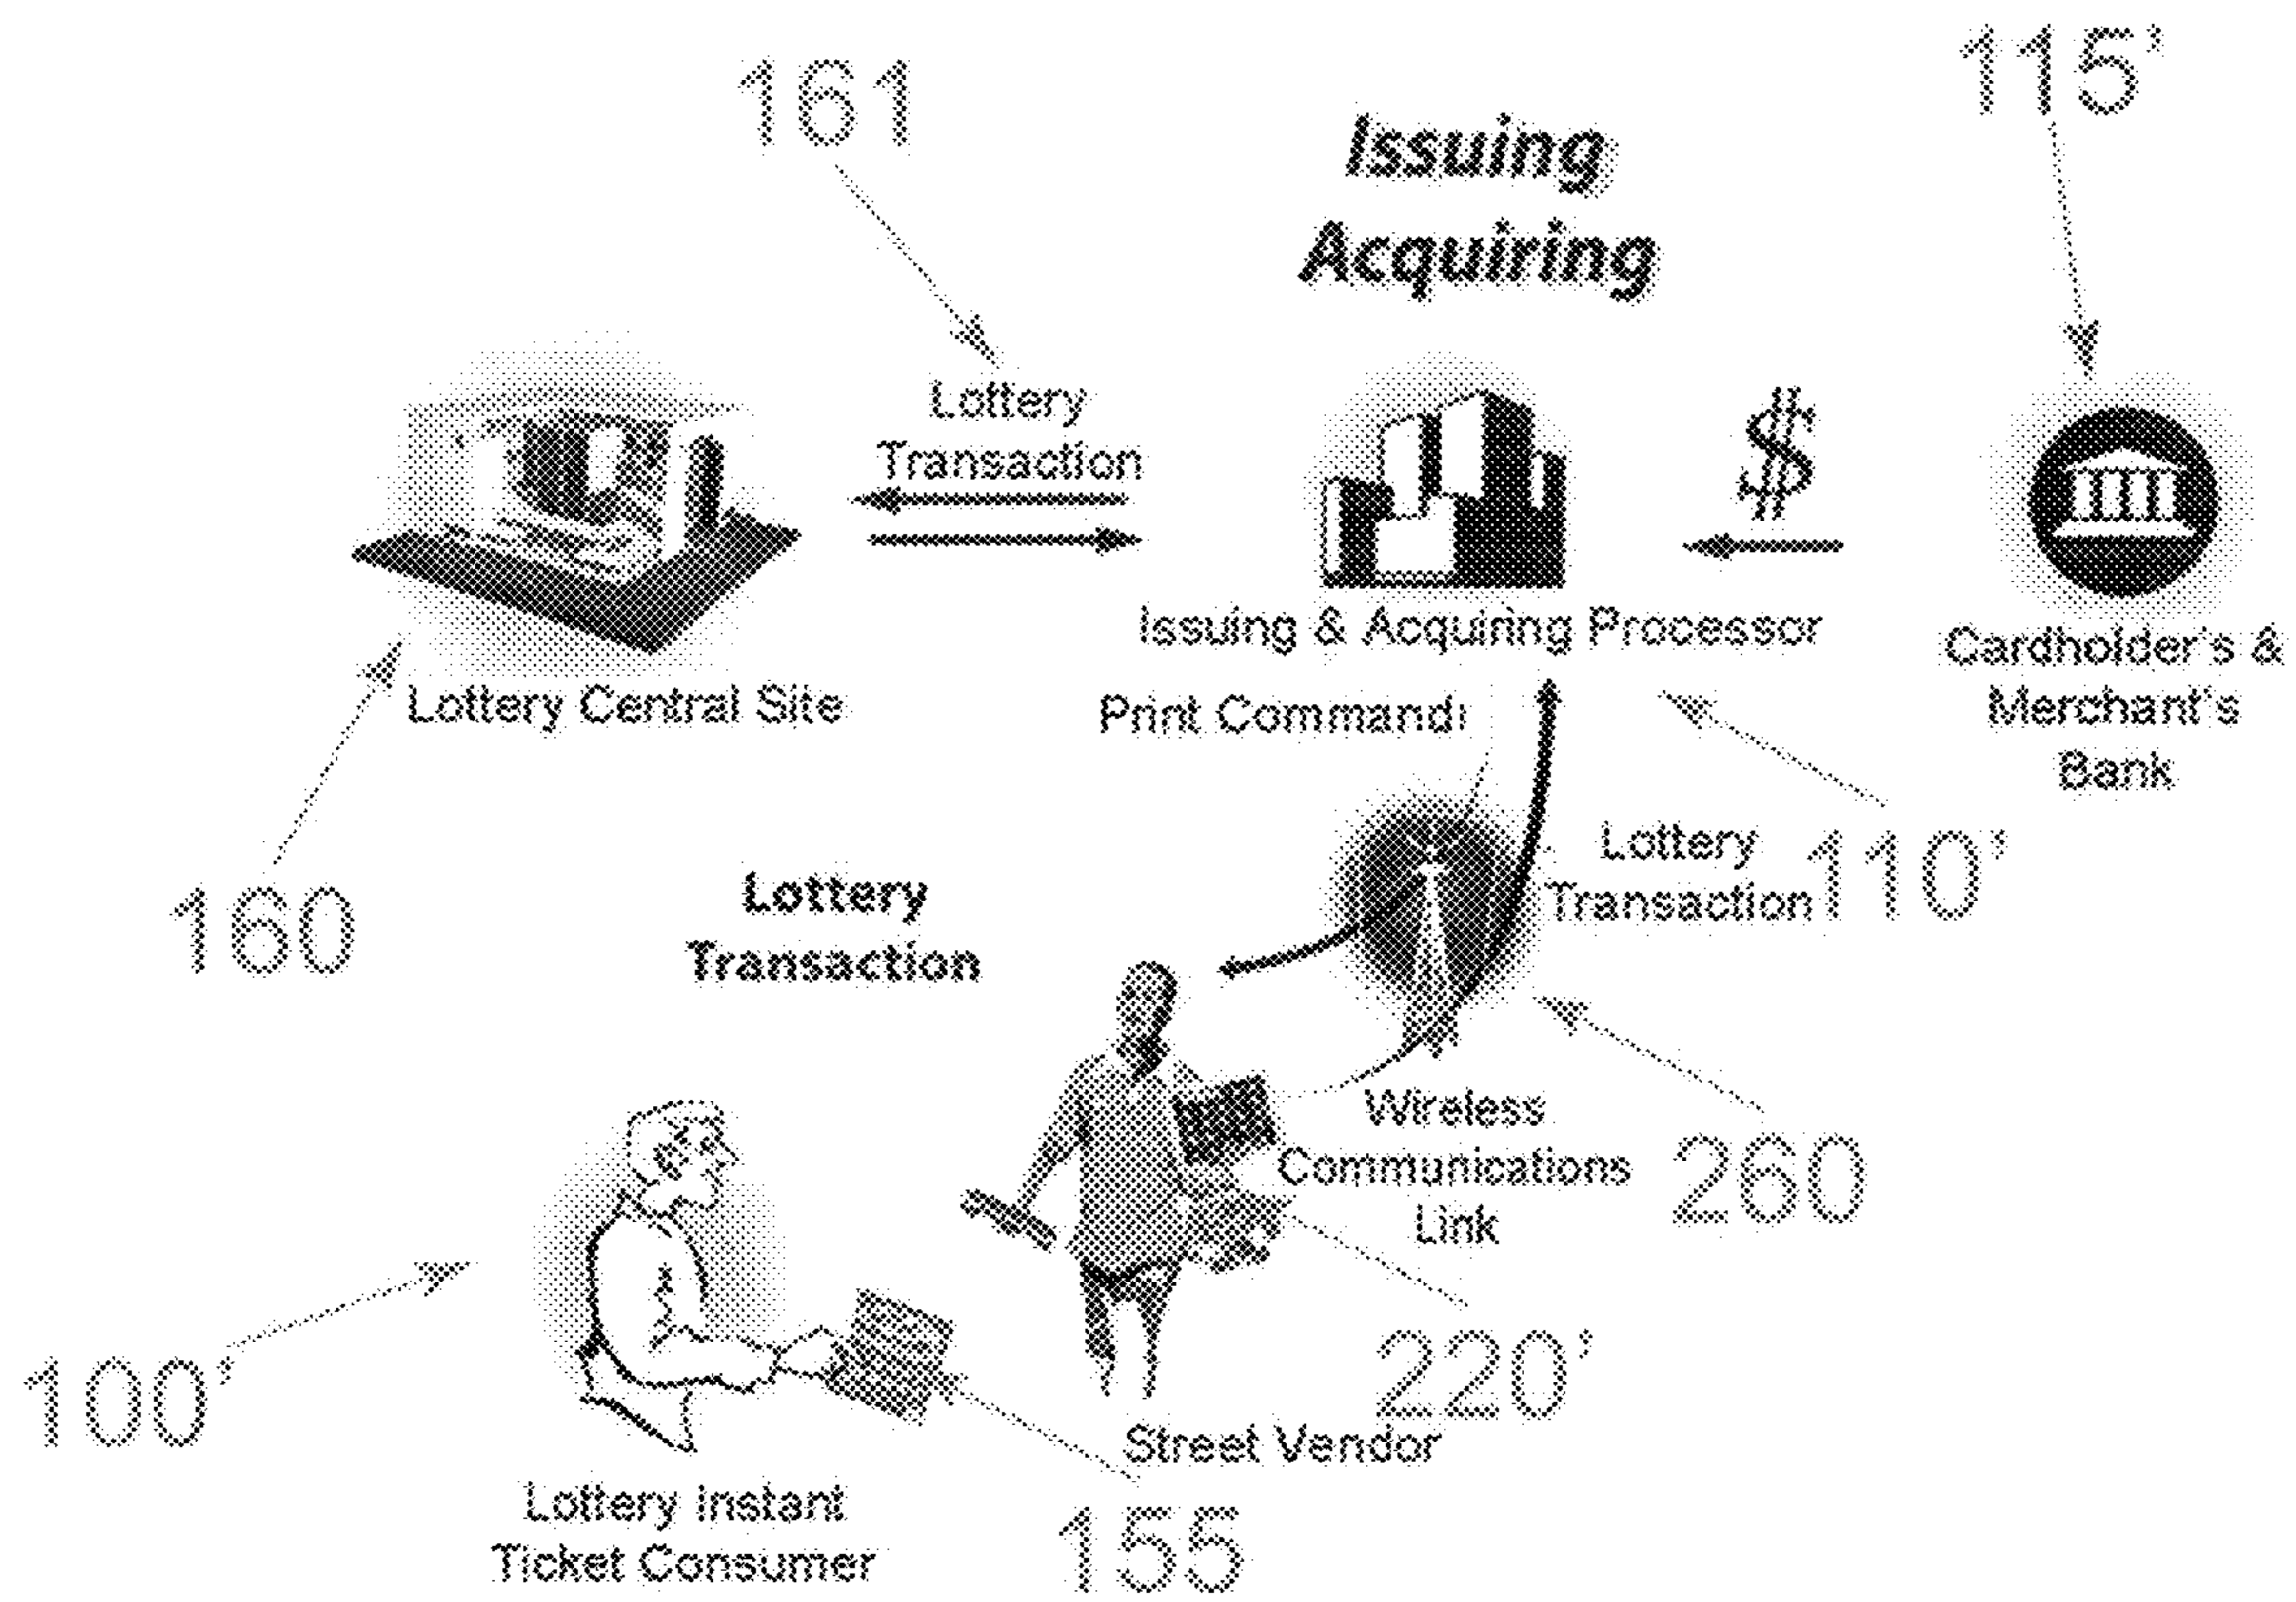 115'
161
Issuing
Acquiring
Lottery
Transaction
$
Issuing & Acquiring Processor
Cardholder's &
Merchant's
Bank
Lottery Central Site
Print Command
Lottery
Transaction
110'
160
Lottery
Transaction
Wireless
Communications
Link
260
100'
220'
Street Vendor
Lottery Instant
Ticket Consumer
155